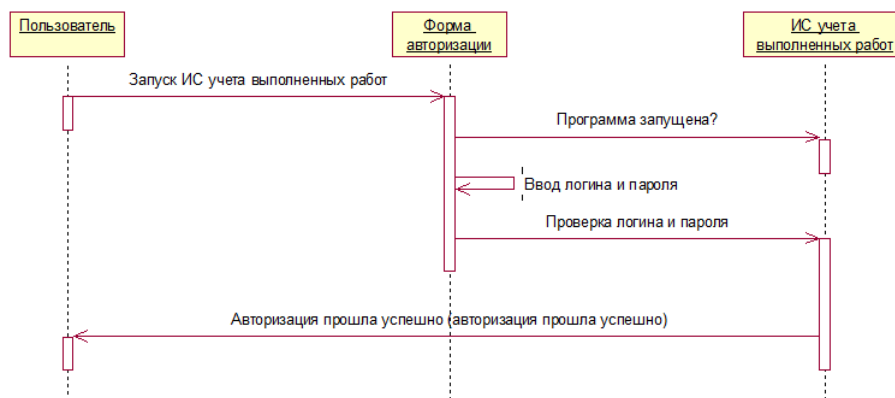 Пользователь
Форма
авторизации
ИС учета
выполненных работ
Запуск ИС учета выполненных работ
Программа запущена?
Ввод логина и пароля
Проверка логина и пароля
Авторизация прошла успешно (авторизация прошла успешно)